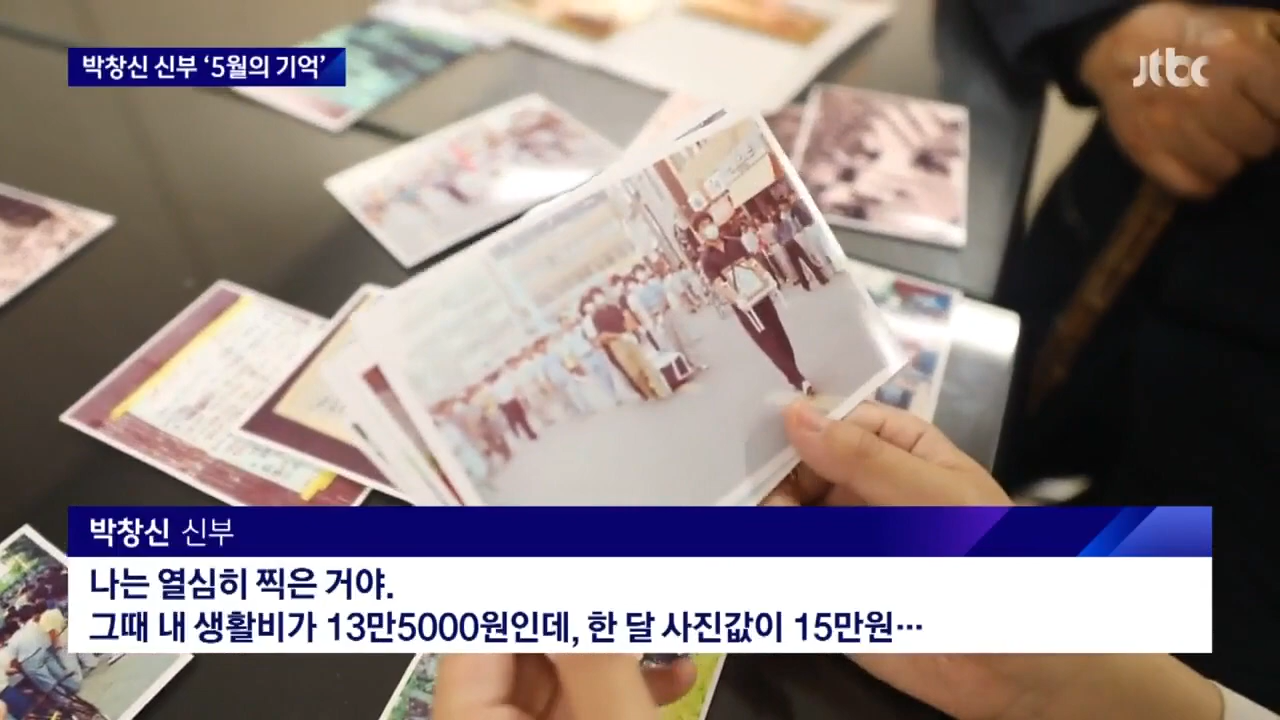 박창신 신부 ‘5월의 기억’
jtbc
박창신 신부
나는 열심히 찍은 거야.
그때 내 생활비가 13만5000원인데, 한 달 사진값이 15만원…